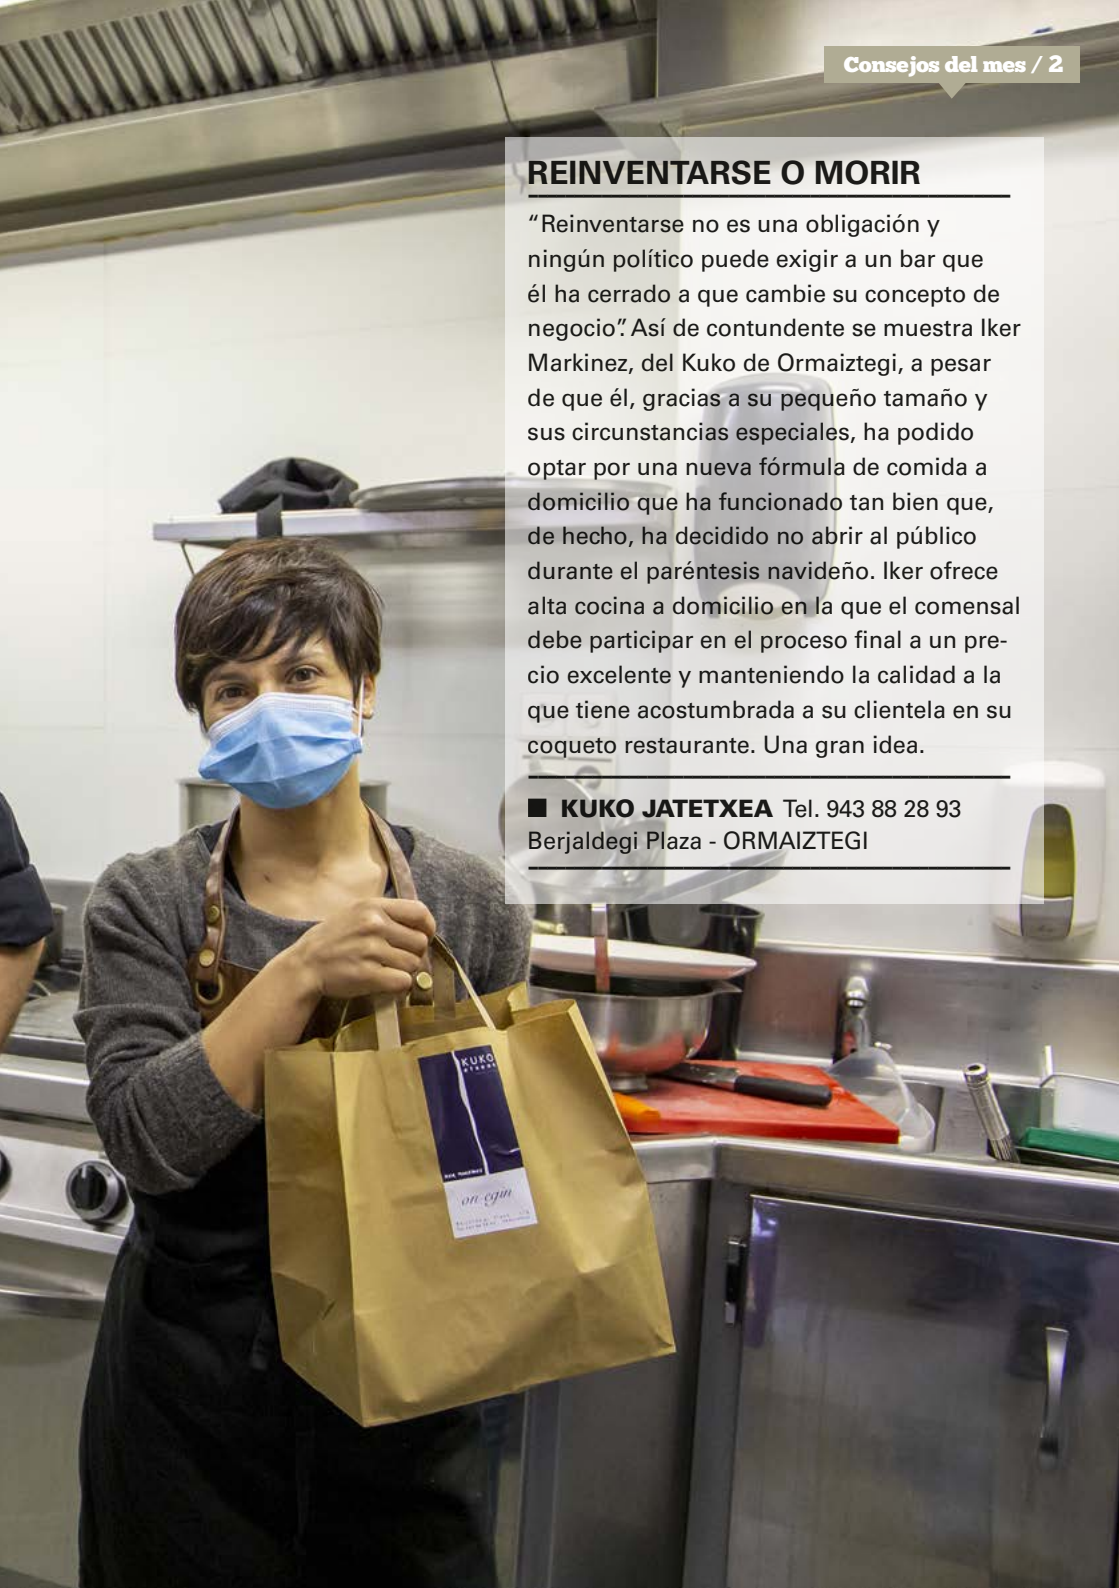 Consejos del mes / 2
REINVENTARSE O MORIR
“Reinventarse no es una obligación y
ningún político puede exigir a un bar que
él ha cerrado a que cambie su concepto de
negocio”. Así de contundente se muestra Iker
Markinez, del Kuko de Ormaiztegi, a pesar
de que él, gracias a su pequeño tamaño y
sus circunstancias especiales, ha podido
optar por una nueva fórmula de comida a
domicilio que ha funcionado tan bien que,
de hecho, ha decidido no abrir al público
durante el paréntesis navideño. Iker ofrece
alta cocina a domicilio en la que el comensal
debe participar en el proceso final a un pre-
cio excelente y manteniendo la calidad a la
que tiene acostumbrada a su clientela en su
coqueto restaurante. Una gran idea.
■ KUKO JATETXEA Tel. 943 88 28 93
Berjaldegi Plaza - ORMAIZTEGI
KUKO
on egin